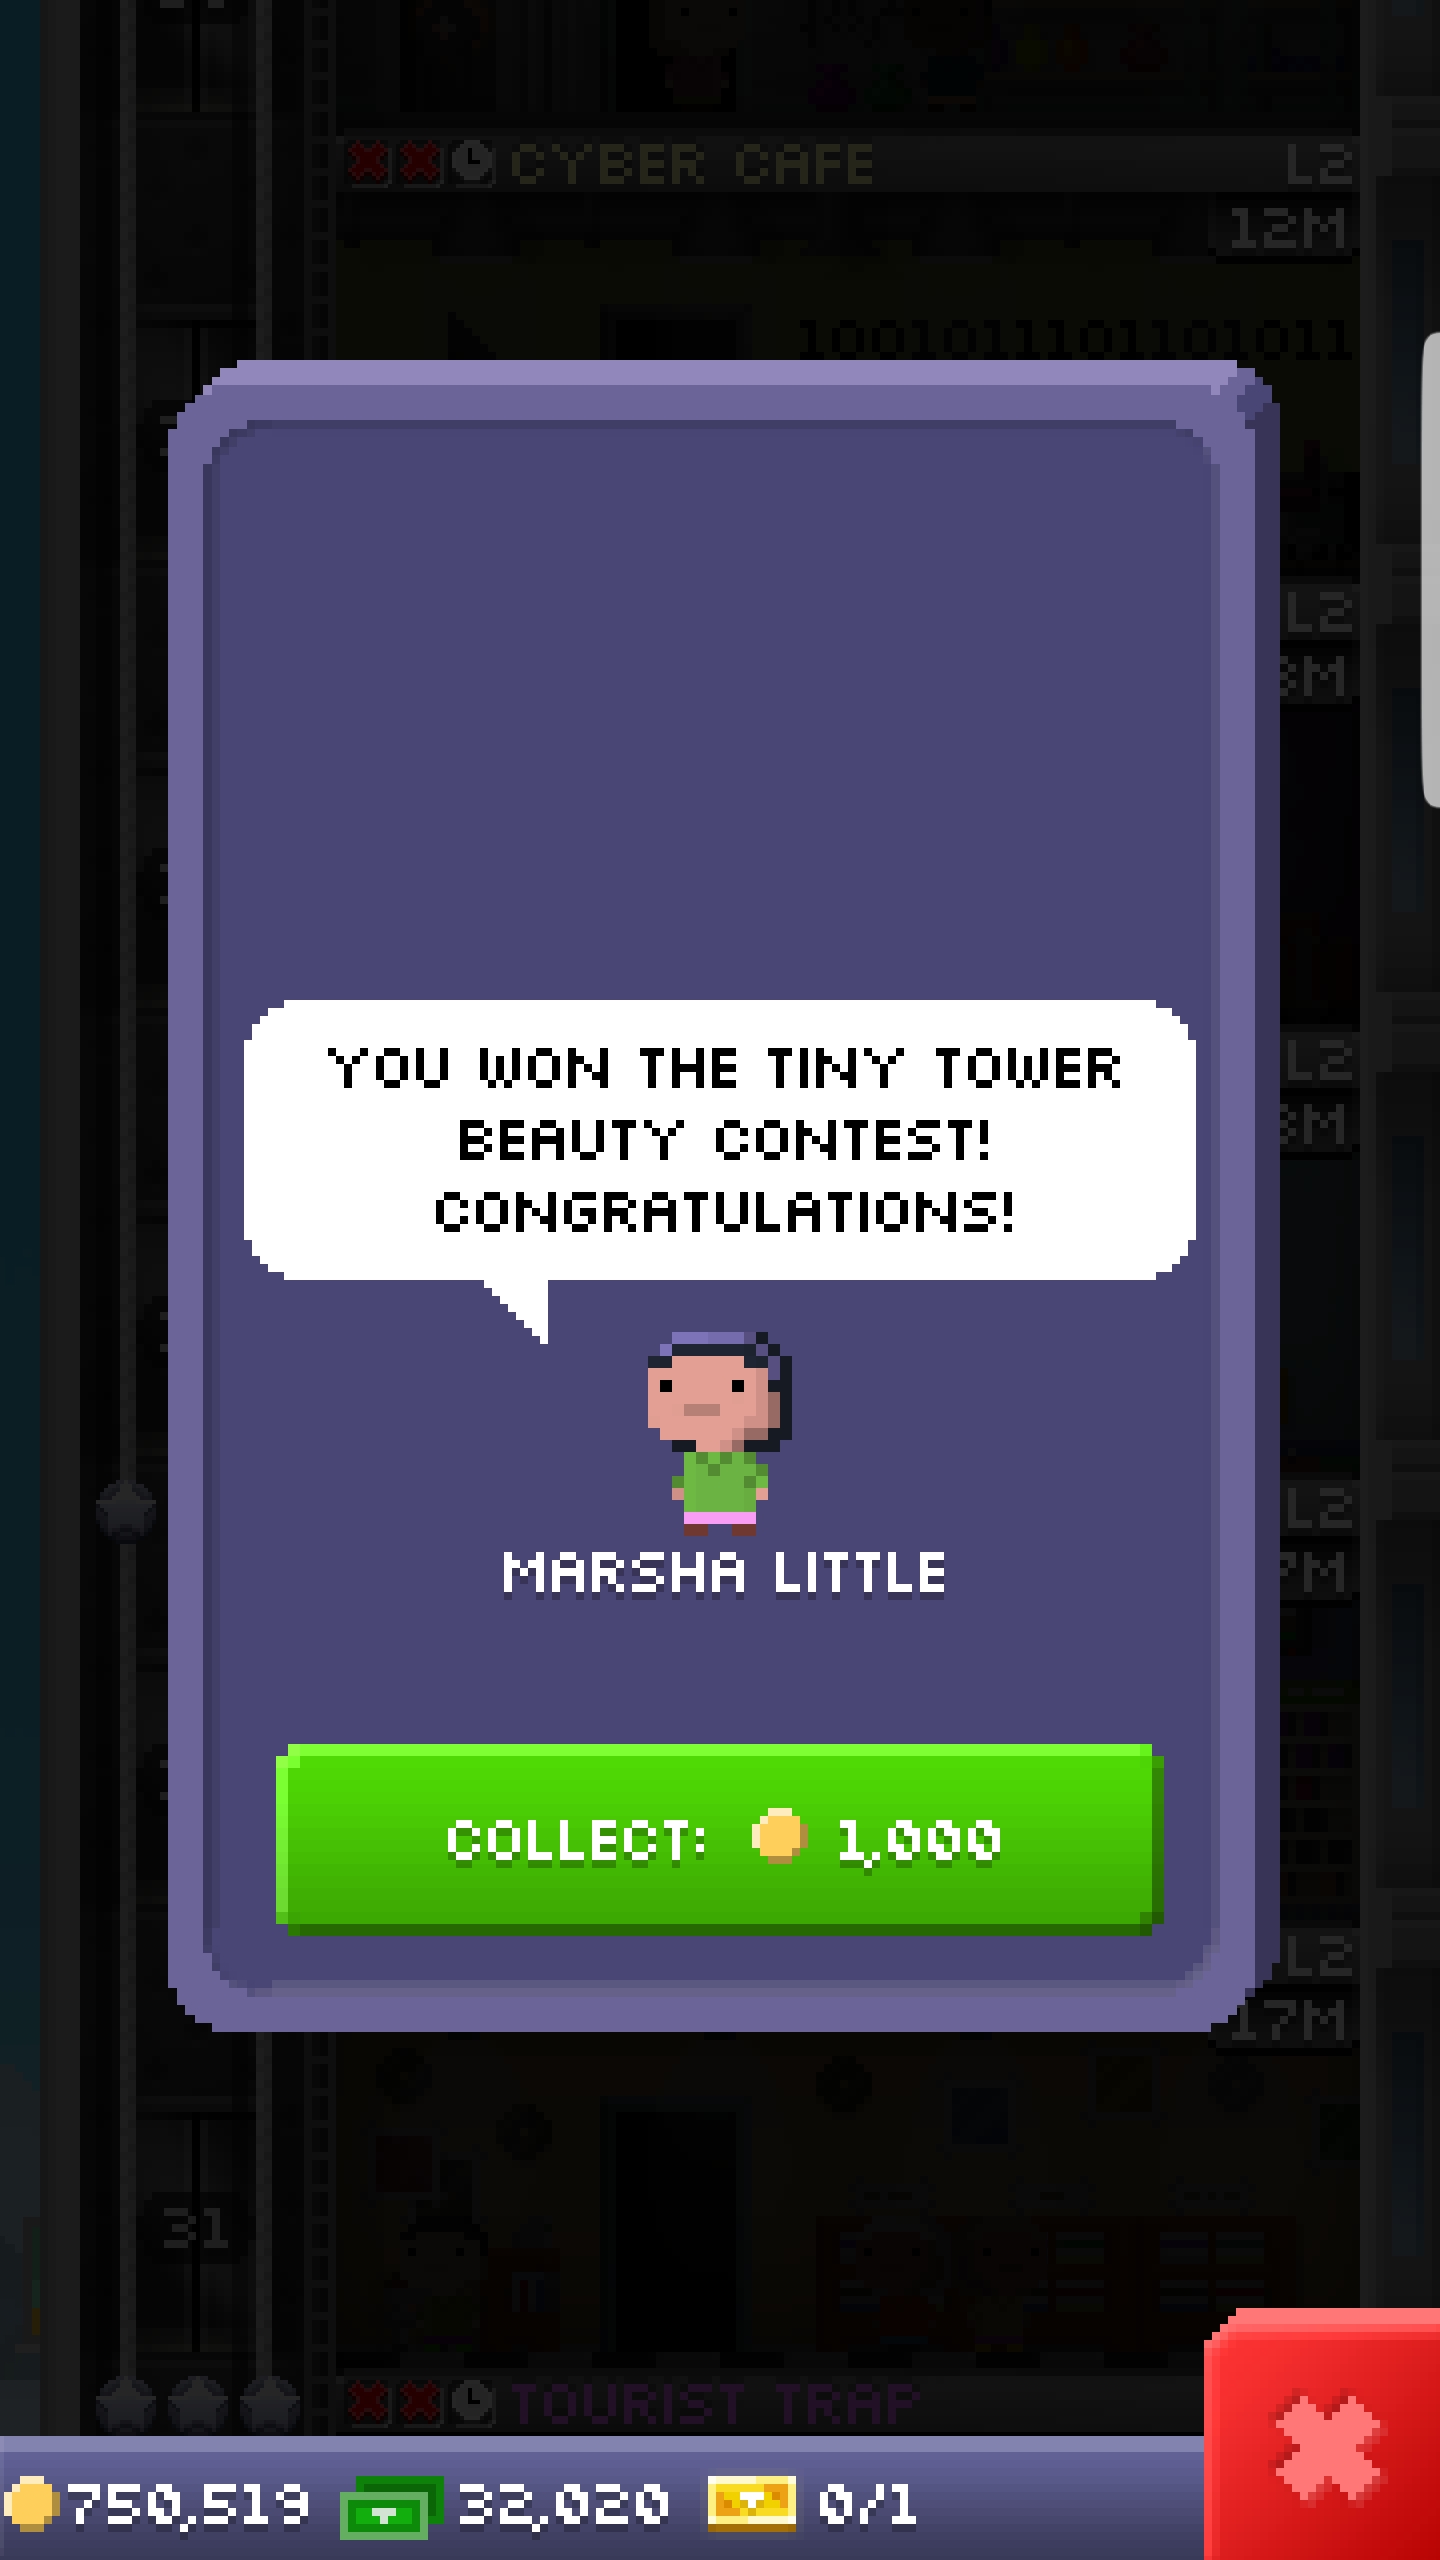 CYBER CAFE L2
12M
1001011101101011
L2
8M
YOU WON THE TINY TOWER
BEAUTY CONTEST!
CONGRATULATIONS!
L2
MARSHA LITTLE
L2
COLLECT: 1,000
L2
17M
31
TOURIST TRAP
750,519 32,020 0/1